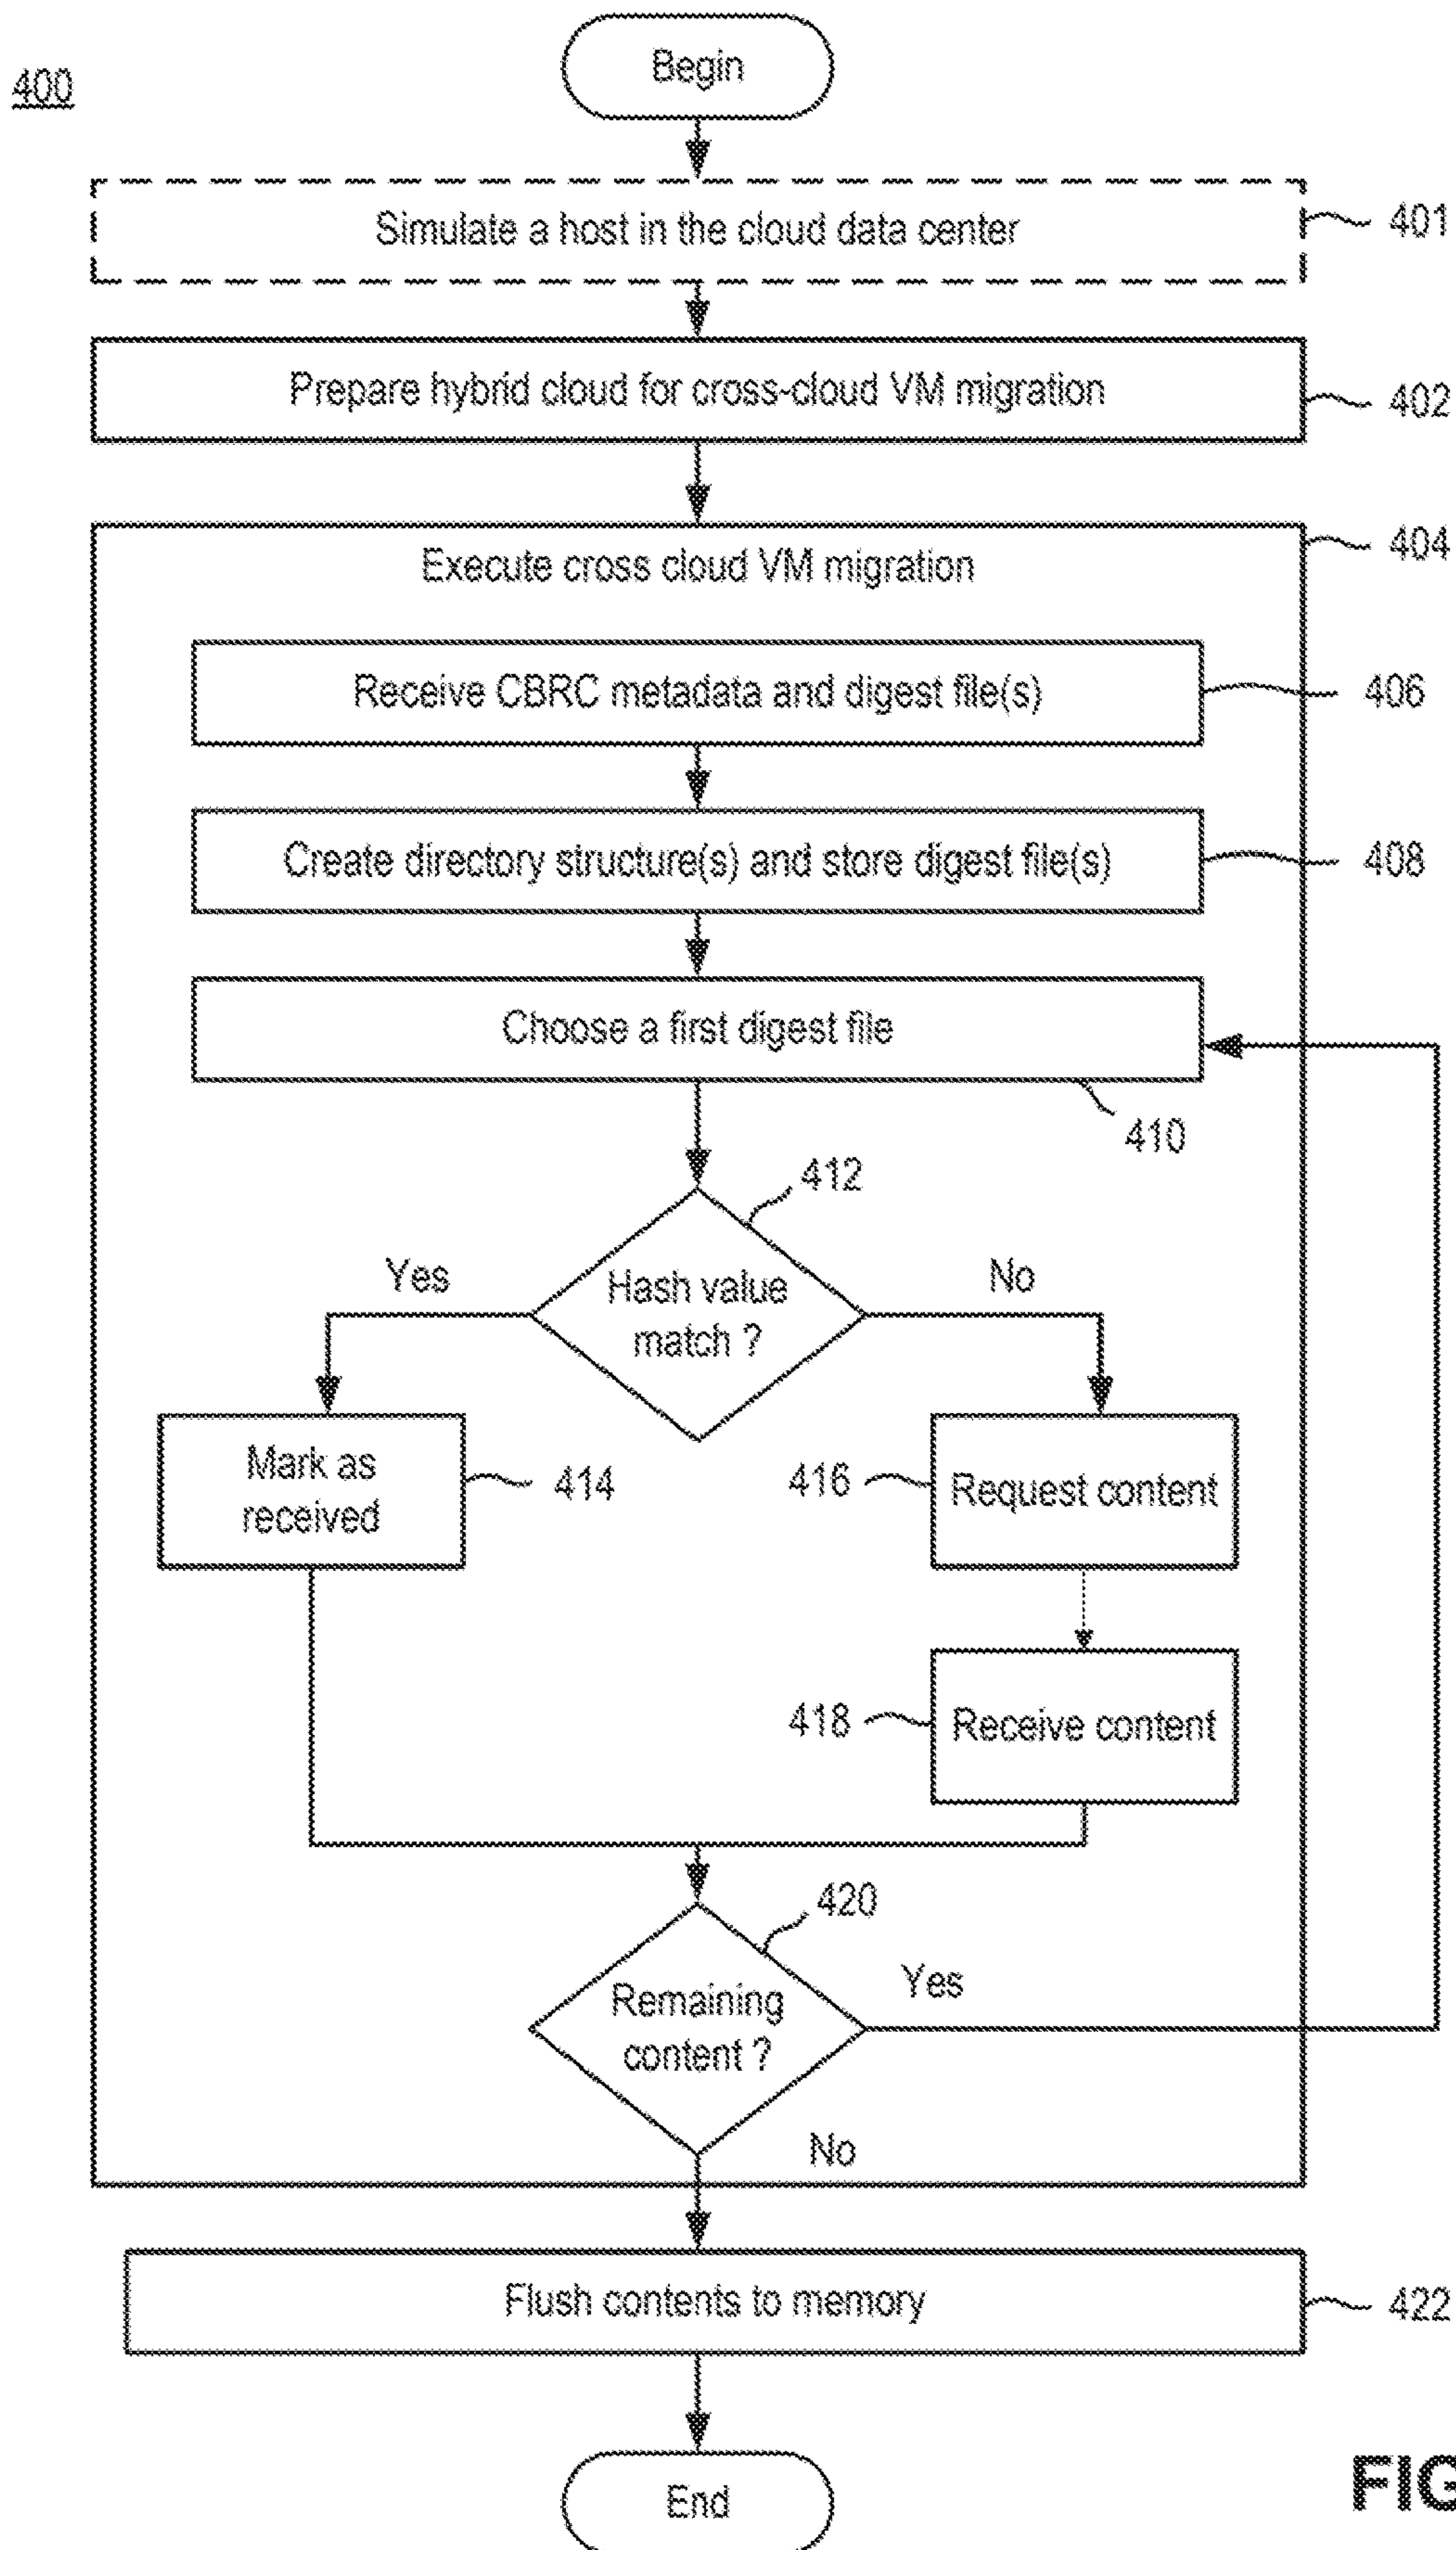 400
Begin
Simulate a host in the cloud data center
401
Prepare hybrid cloud for cross-cloud VM migration
402
Execute cross cloud VM migration
404
Receive CBRC metadata and digest file(s)
406
Create directory structure(s) and store digest file(s)
408
Choose a first digest file
410
412
Yes
No
Hash value
match ?
Mark as
received
414
416
Request content
418
Receive content
420
Remaining
content ?
Yes
No
Flush contents to memory
422
End
FIG